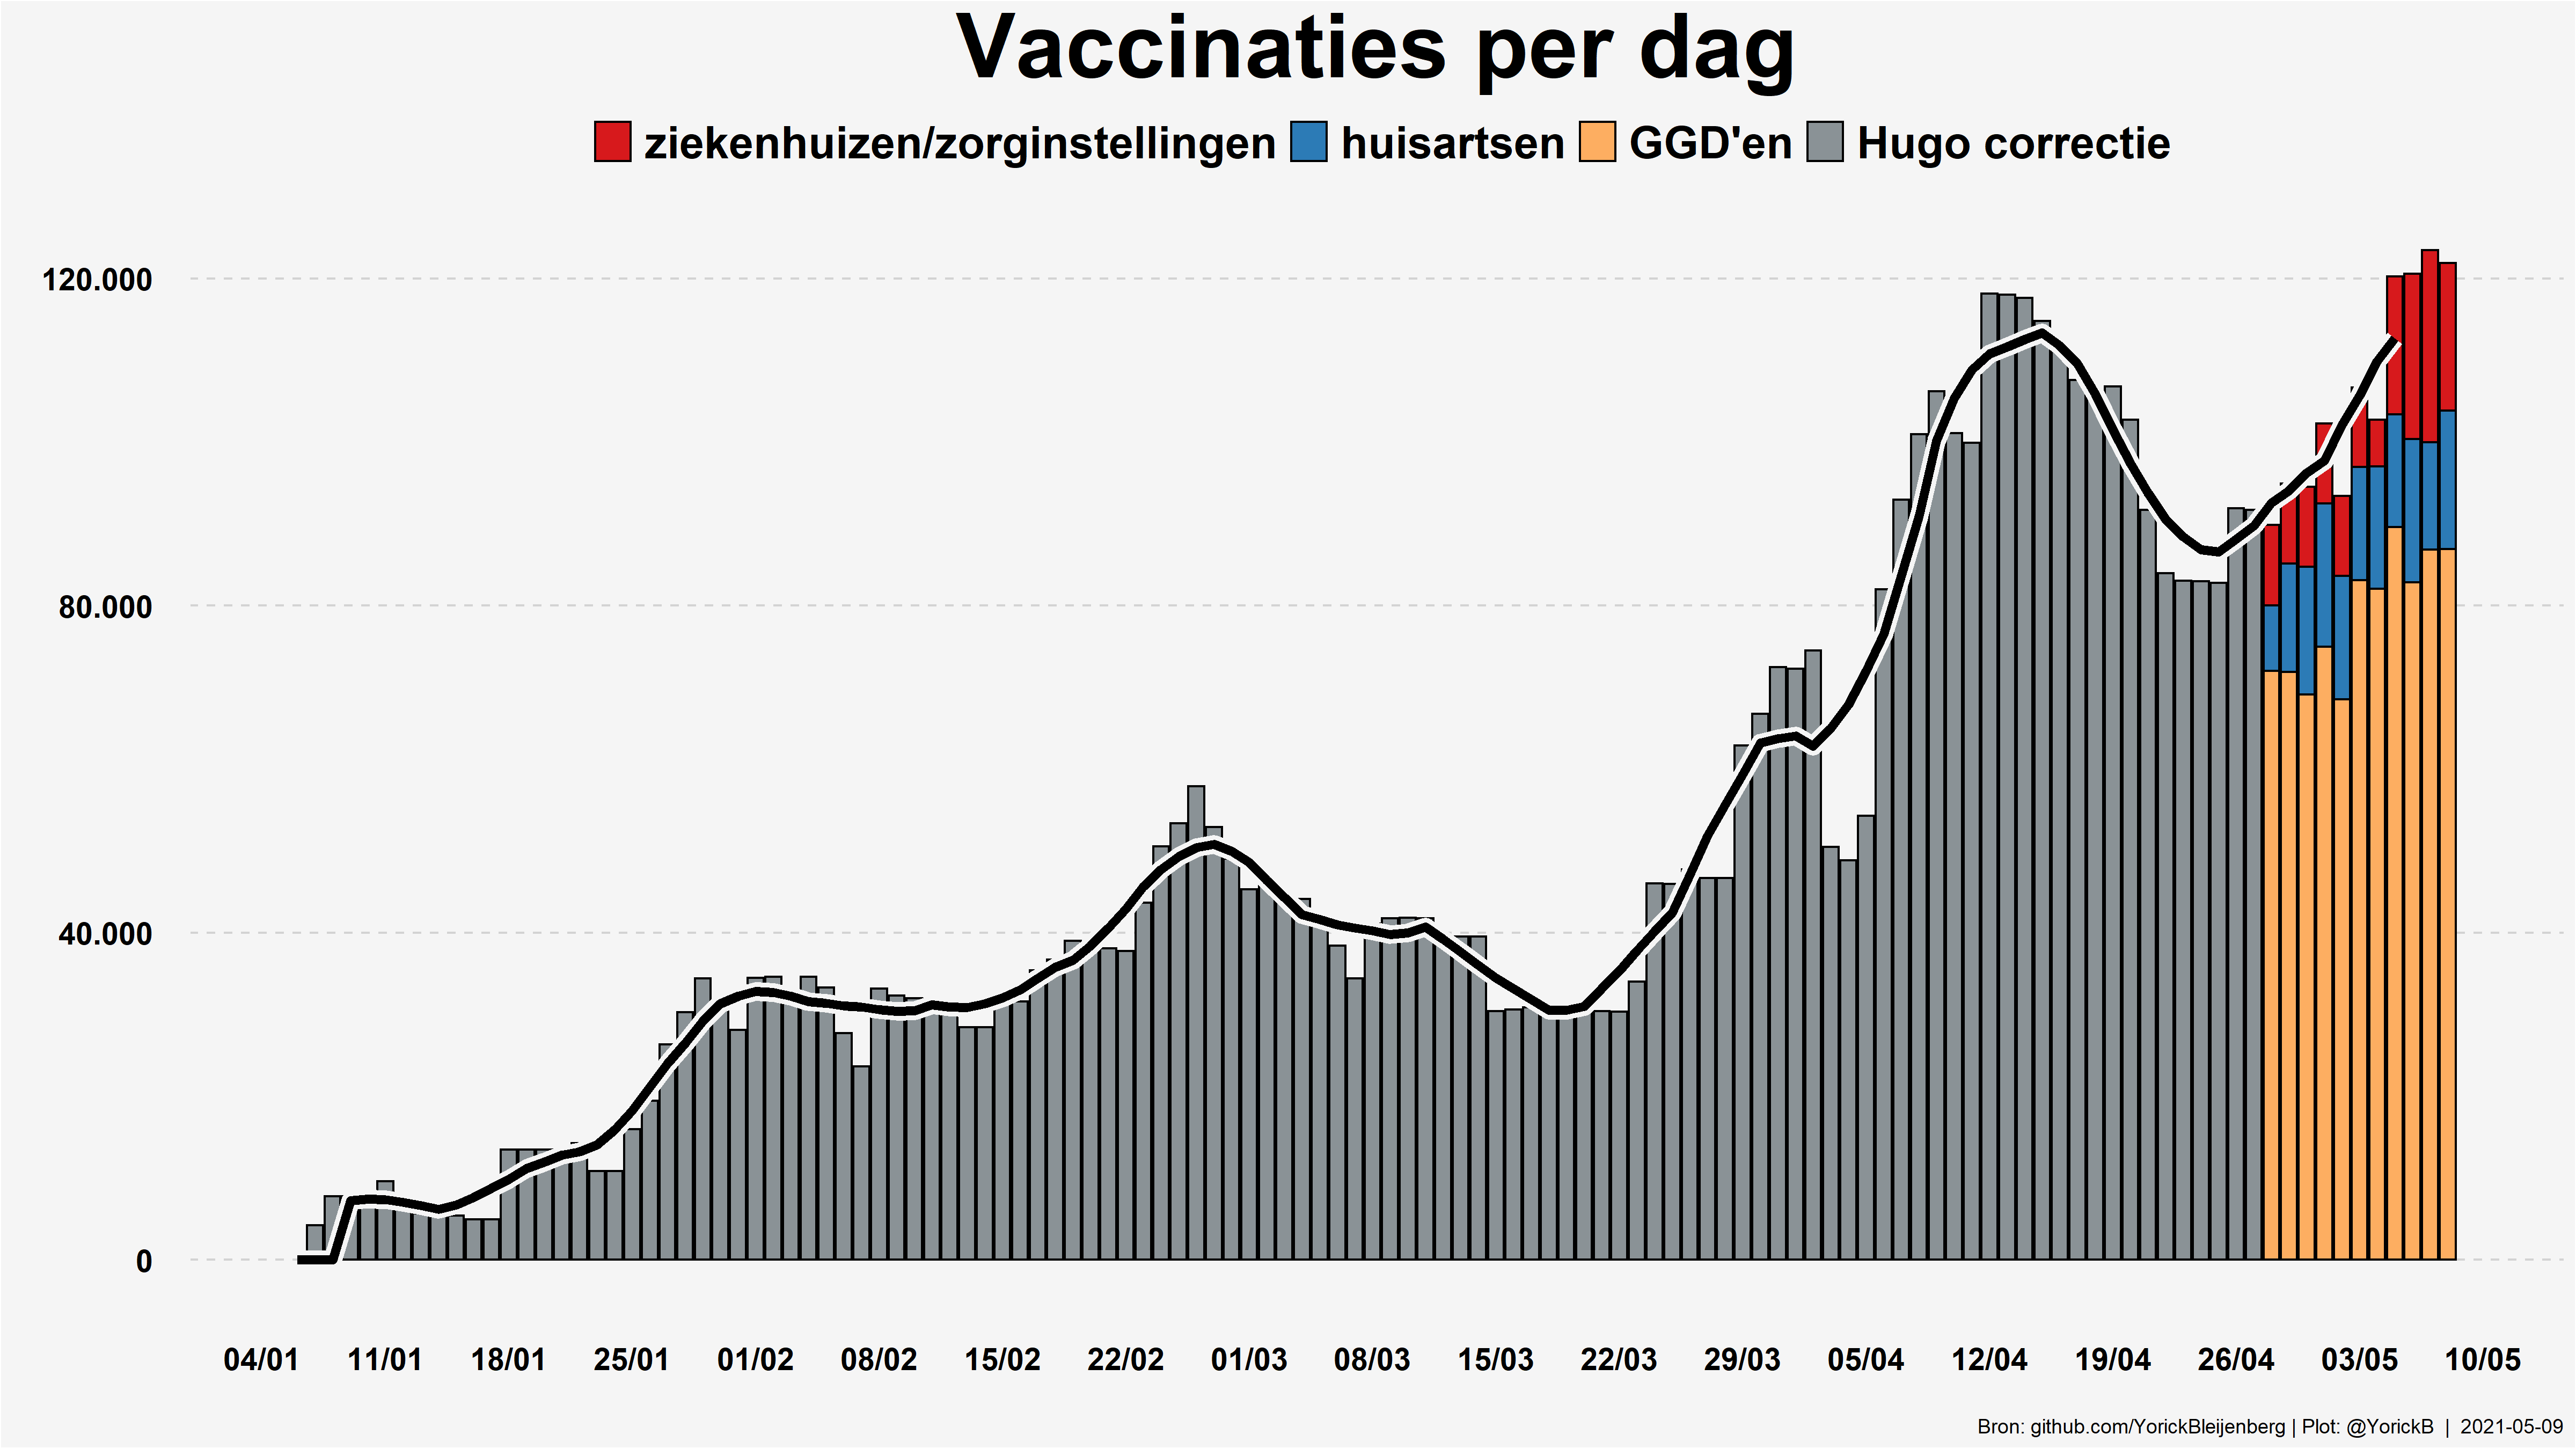 Vaccinaties per dag
ziekenhuizen/zorginstellingen huisartsen GGD'en Hugo correctie
120.000
80.000
40.000
0
04/01 11/01 18/01 25/01 01/02 08/02 15/02 22/02 01/03 08/03 15/03 22/03 29/03 05/04 12/04 19/04 26/04 03/05 10/05
Bron: github.com/YorickBleijenberg | Plot: @YorickB | 2021-05-09